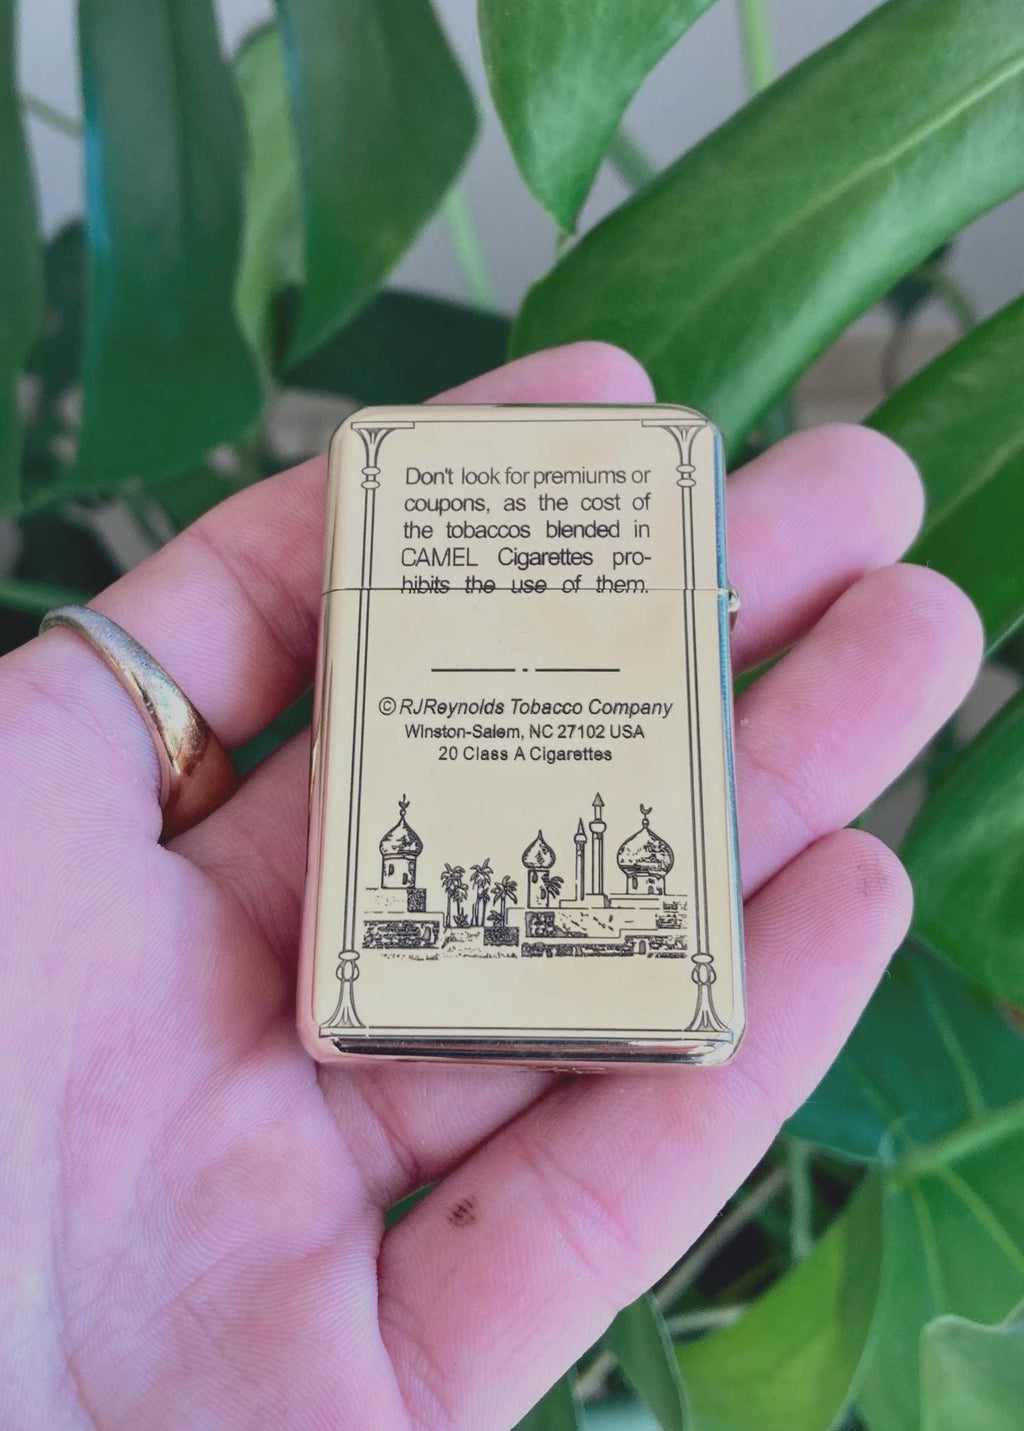 Don't look for premiums or
coupons, as the cost of
the tobaccos blended in
CAMEL Cigarettes pro-
hibits the use of them.
© RJReynolds Tobacco Company
Winston-Salem, NC 27102 USA
20 Class A Cigarettes